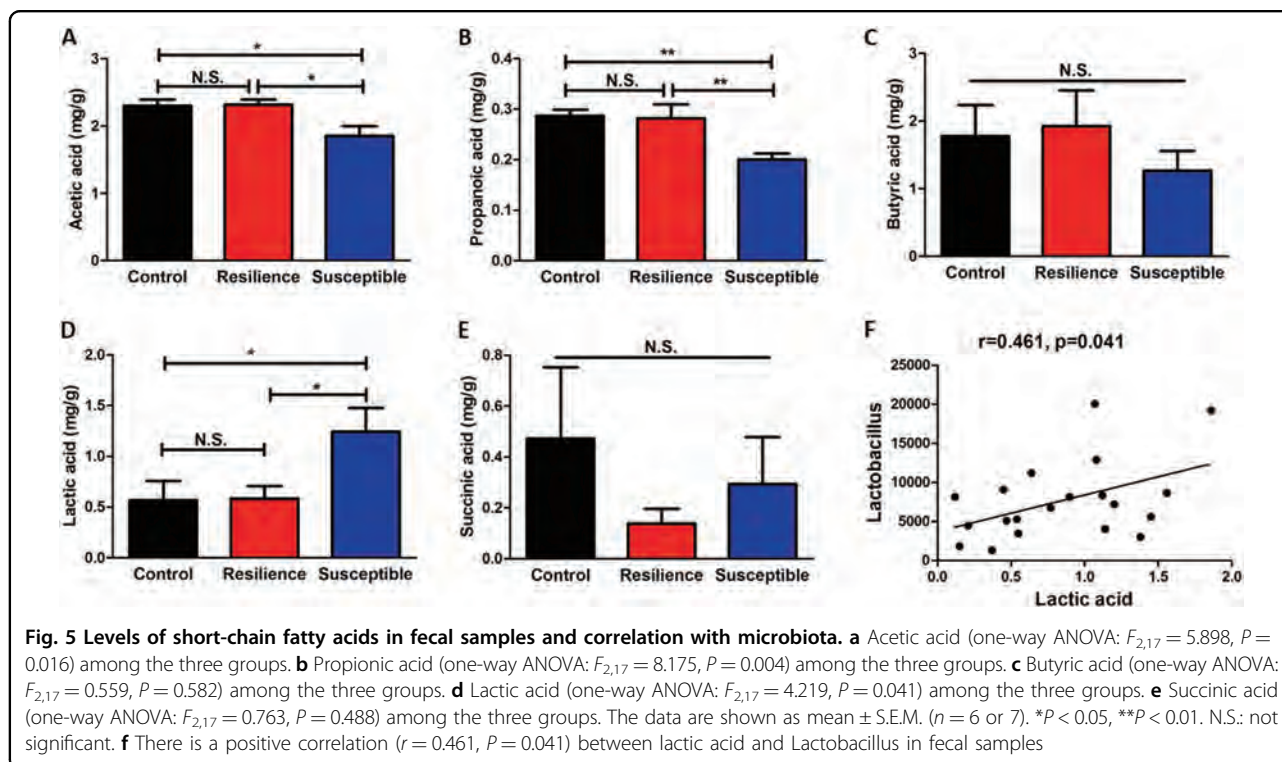 A
*
N.S.
*
3
2
1
0
Acetic acid (mg/g)
Control Resilience Susceptible
B
**
N.S.
**
0.4
0.3
0.2
0.1
0.0
Propanoic acid (mg/g)
Control Resilience Susceptible
C
N.S.
3
2
1
0
Butyric acid (mg/g)
Control Resilience Susceptible
D
*
*
N.S.
2.0
1.5
1.0
0.5
0.0
Lactic acid (mg/g)
Control Resilience Susceptible
E
N.S.
0.8
0.6
0.4
0.2
0.0
Succinic acid (mg/g)
Control Resilience Susceptible
F
r=0.461, p=0.041
25000
20000
15000
10000
5000
0
Lactobacillus
0.0 0.5 1.0 1.5 2.0
Lactic acid
Fig. 5 Levels of short-chain fatty acids in fecal samples and correlation with microbiota. a Acetic acid (one-way ANOVA: F2,17 = 5.898, P =
0.016) among the three groups. b Propionic acid (one-way ANOVA: F2,17 = 8.175, P = 0.004) among the three groups. c Butyric acid (one-way ANOVA:
F2,17 = 0.559, P = 0.582) among the three groups. d Lactic acid (one-way ANOVA: F2,17 = 4.219, P = 0.041) among the three groups. e Succinic acid
(one-way ANOVA: F2,17 = 0.763, P = 0.488) among the three groups. The data are shown as mean ± S.E.M. (n = 6 or 7). *P < 0.05, **P < 0.01. N.S.: not
significant. f There is a positive correlation (r = 0.461, P = 0.041) between lactic acid and Lactobacillus in fecal samples